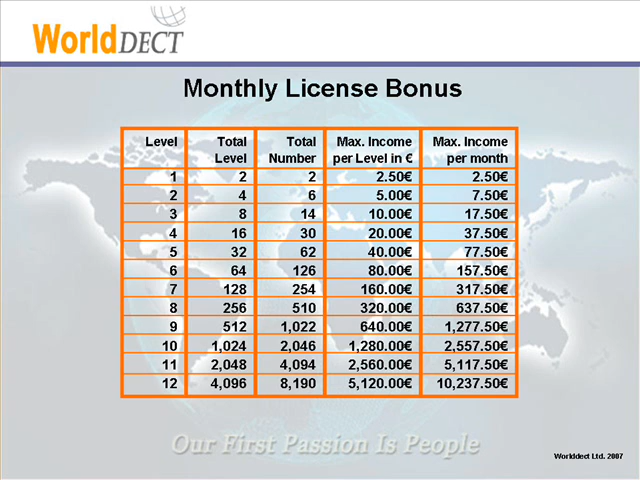 WorldDECT
Monthly License Bonus
Level Total Level Total Number Max. Income per Level in € Max. Income per month
1 2 2 2.50€ 2.50€
2 4 6 5.00€ 7.50€
3 8 14 10.00€ 17.50€
4 16 30 20.00€ 37.50€
5 32 62 40.00€ 77.50€
6 64 126 80.00€ 157.50€
7 128 254 160.00€ 317.50€
8 256 510 320.00€ 637.50€
9 512 1,022 640.00€ 1,277.50€
10 1,024 2,046 1,280.00€ 2,557.50€
11 2,048 4,094 2,560.00€ 5,117.50€
12 4,096 8,190 5,120.00€ 10,237.50€
Our First Passion Is People
Worlddect Ltd. 2007